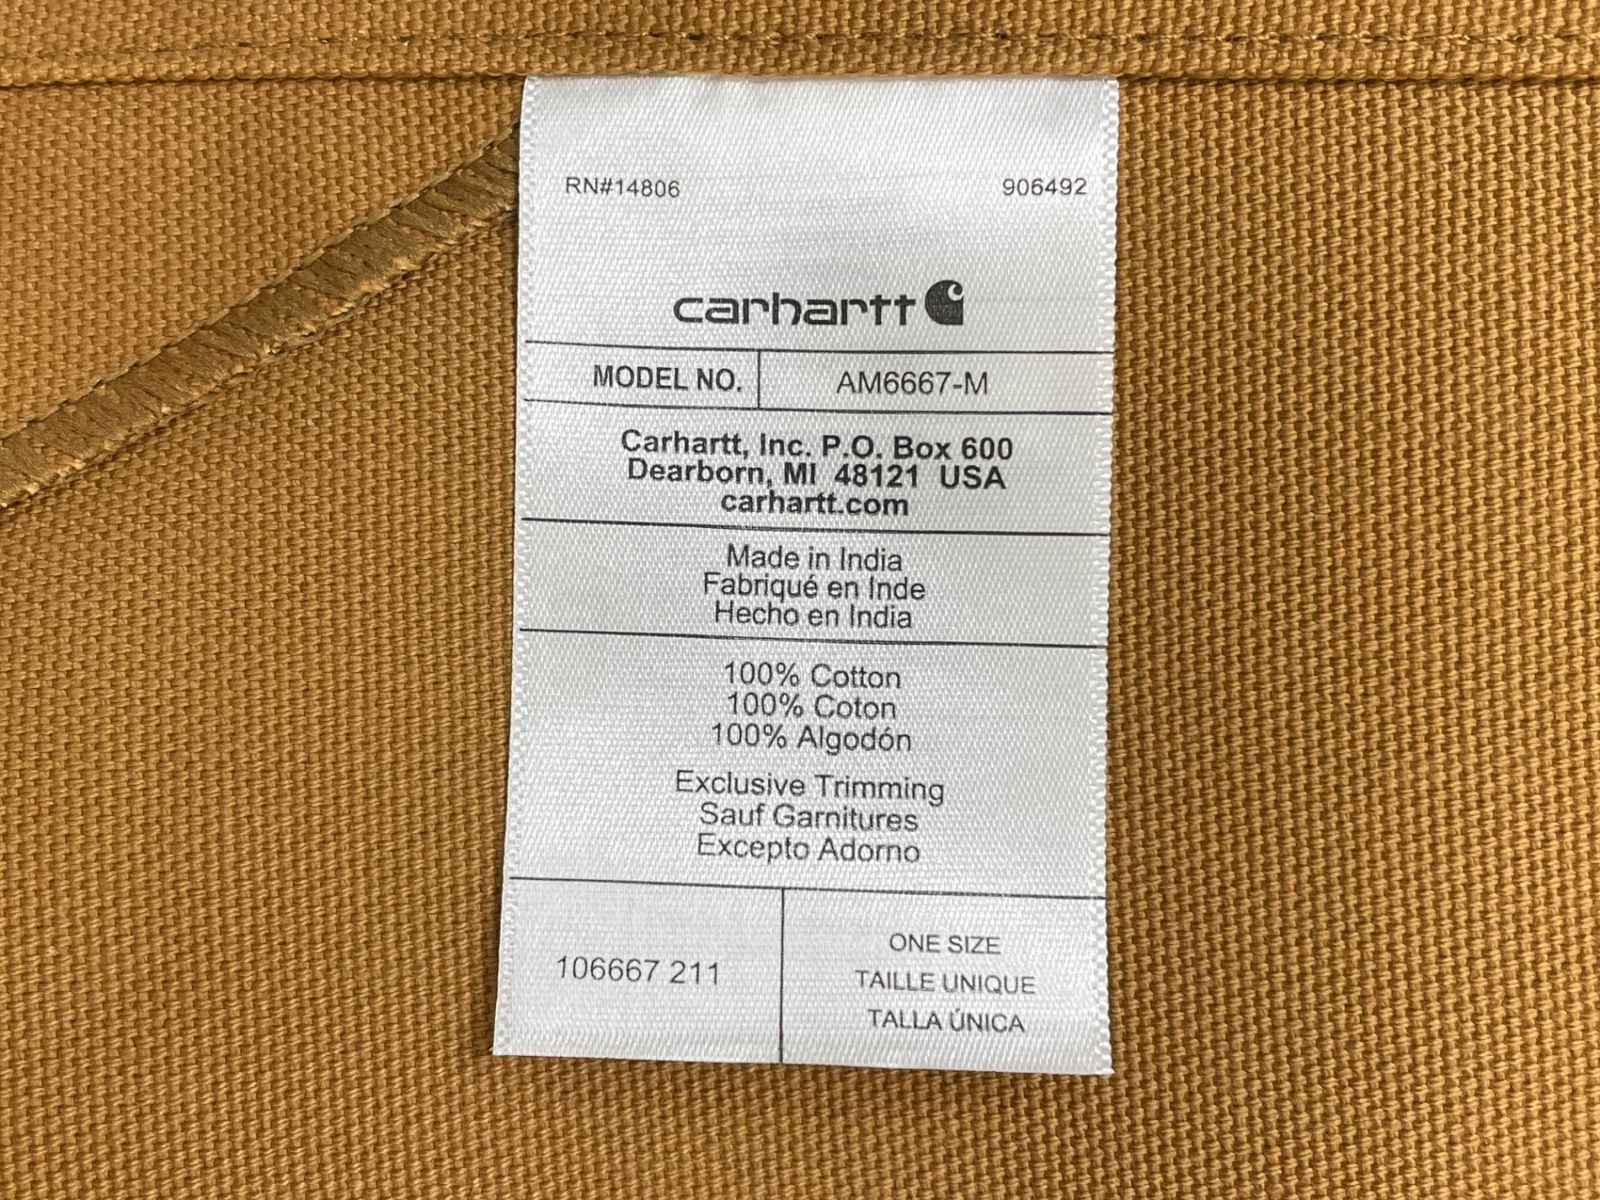 RN#14806 906492
carhartt
MODEL NO. AM6667-M
Carhartt, Inc. P.O. Box 600
Dearborn, MI 48121 USA
carhartt.com
Made in India
Fabriqué en Inde
Hecho en India
100% Cotton
100% Coton
100% Algodón
Exclusive Trimming
Sauf Garnitures
Excepto Adorno
106667 211
ONE SIZE
TAILLE UNIQUE
TALLA ÚNICA